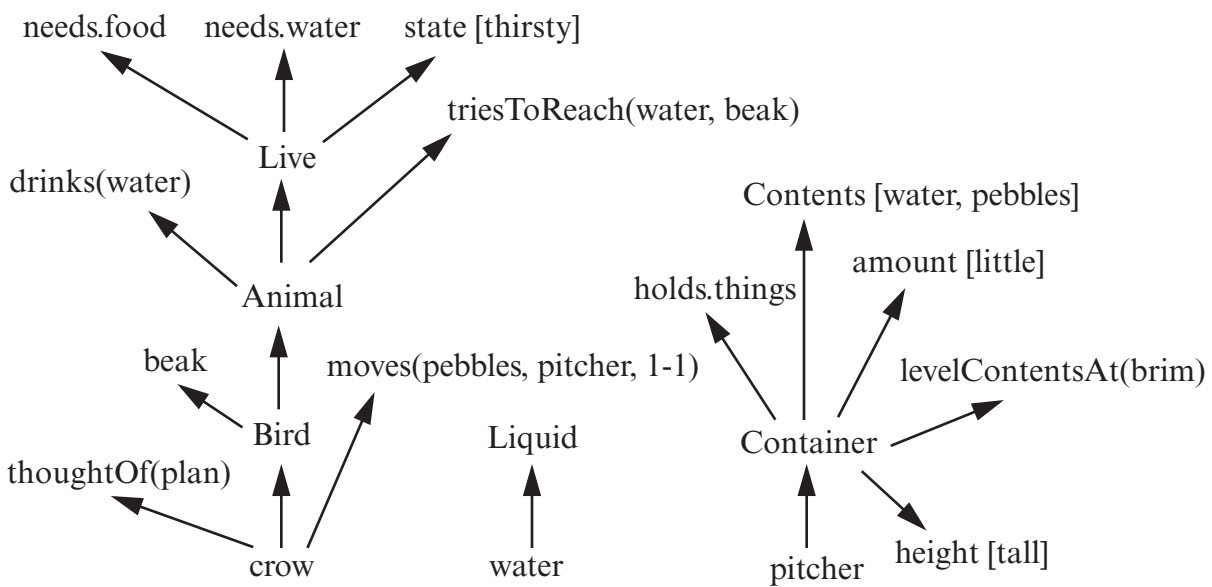 needs.food needs.water state [thirsty]
triesToReach(water, beak)
Live
drinks(water)
Contents [water, pebbles]
amount [little]
holds.things
Animal
beak
moves(pebbles, pitcher, 1-1)
levelContentsAt(brim)
Bird
Liquid
Container
thoughtOf(plan)
height [tall]
crow
water
pitcher